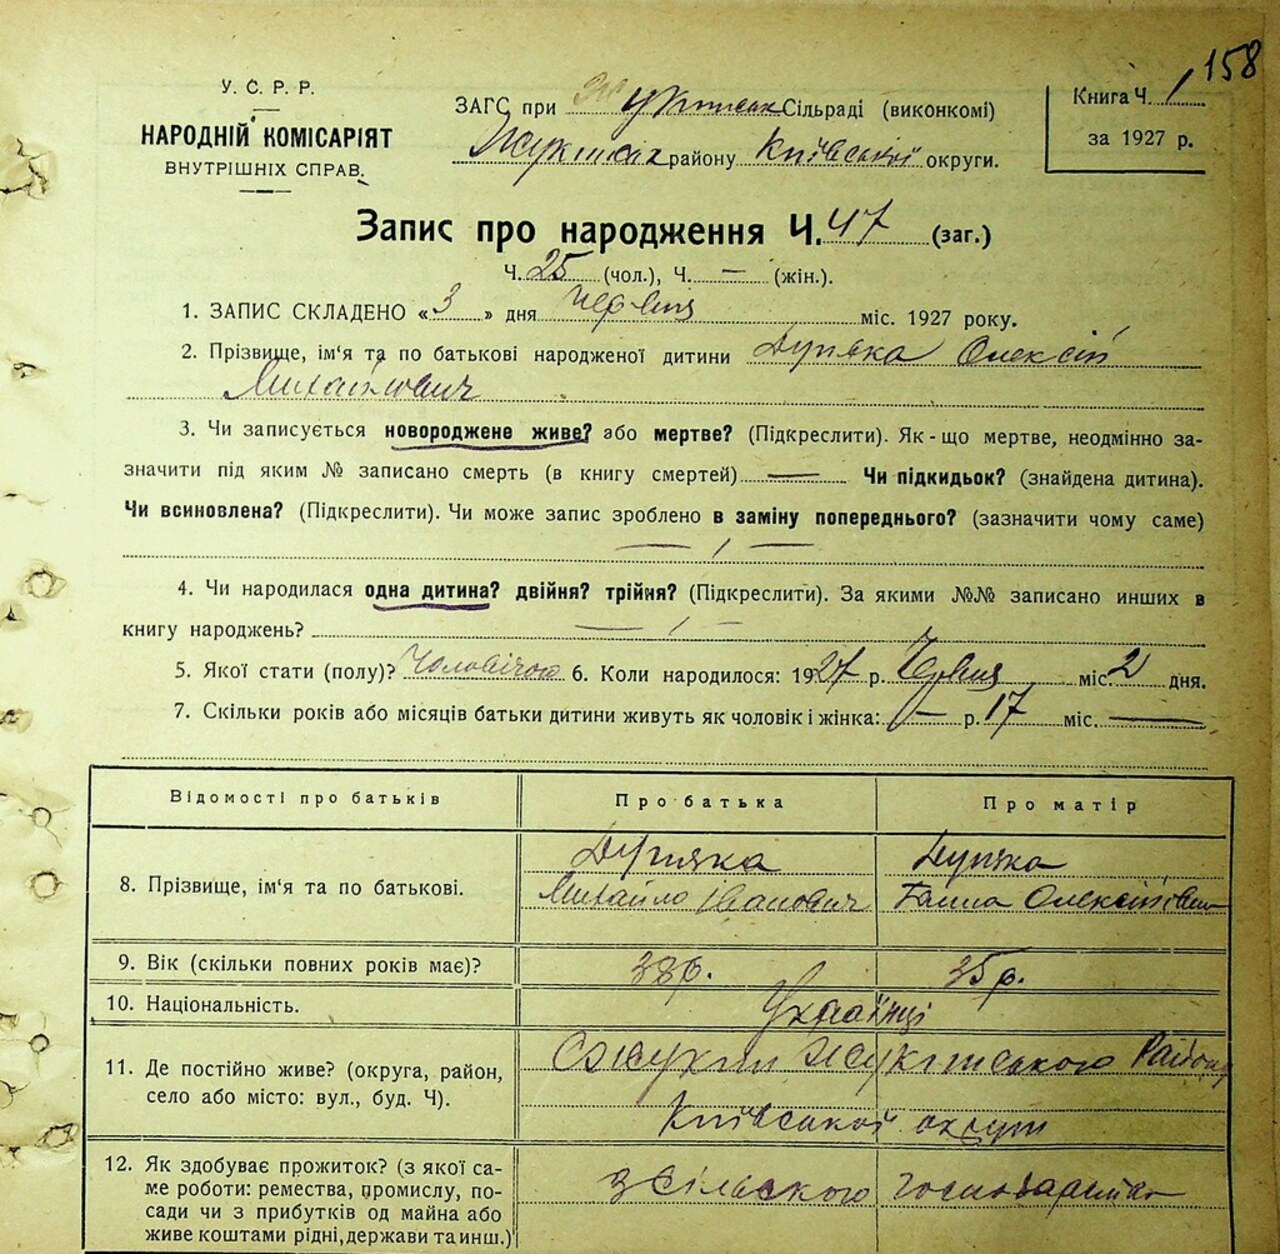 158
У. С. Р. Р.
НАРОДНІЙ КОМІСАРІЯТ
ВНУТРІШНІХ СПРАВ.
ЗАГС при Сільраді (виконкомі)
району Київської округи.
Книга Ч. 1
за 1927 р.
Запис про народження Ч. 47 (заг.)
Ч. 25 (чол.), Ч. — (жін.).
1. ЗАПИС СКЛАДЕНО «3» дня Червня міс. 1927 року.
2. Прізвище, ім'я та по батькові народженої дитини Олексій
Михайлович
3. Чи записується новороджене живе? або мертве? (Підкреслити). Як-що мертве, неодмінно за-
значити під яким № записано смерть (в книгу смертей) — Чи підкидьок? (знайдена дитина).
Чи всиновлена? (Підкреслити). Чи може запис зроблено в заміну попереднього? (зазначити чому саме)
4. Чи народилася одна дитина? двійня? трійня? (Підкреслити). За якими №№ записано инших в
книгу народжень?
5. Якої стати (полу)? Чоловічою 6. Коли народилося: 1927 р. Червня міс. 2 дня.
7. Скільки років або місяців батьки дитини живуть як чоловік і жінка: — р. 17 міс. —
Відомості про батьків Про батька Про матір
8. Прізвище, ім'я та по батькові. Михайло Іванович Ганна Олексіївна
9. Вік (скільки повних років має)? 38 р. 35 р.
10. Національність. Українці
11. Де постійно живе? (округа, район,
село або місто: вул., буд. Ч). Району
Київської округи
12. Як здобуває прожиток? (з якої са-
ме роботи: ремества, промислу, по-
сади чи з прибутків од майна або
живе коштами рідні, держави та инш.) з сільського господарства